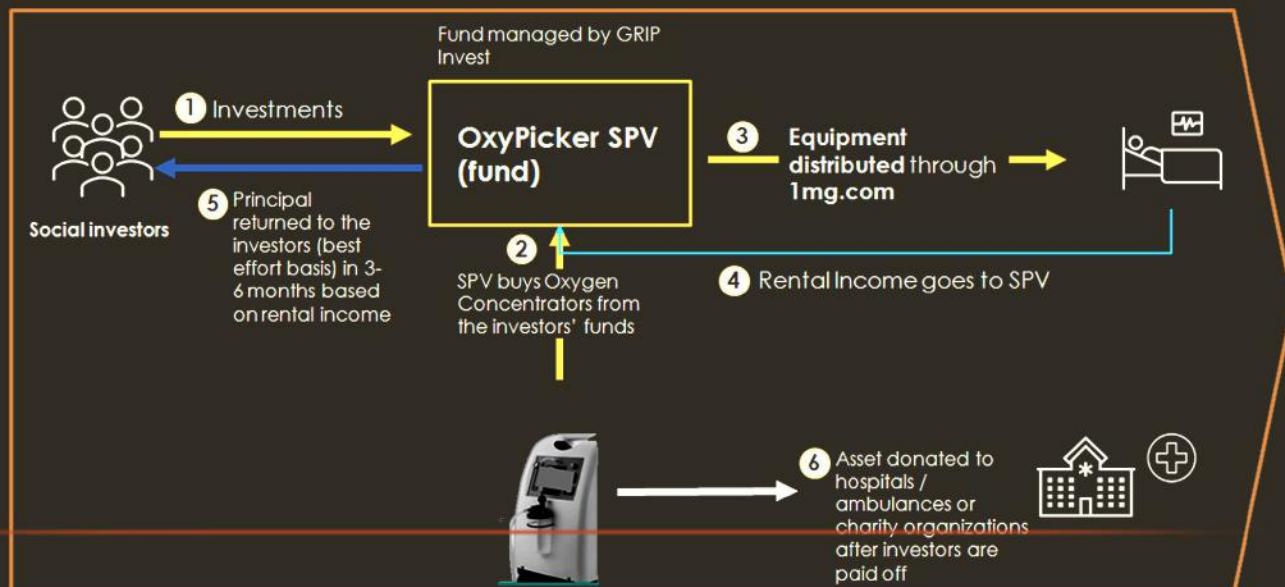 Fund managed by GRIP
Invest
1 Investments
OxyPicker SPV
(fund)
3 Equipment
distributed through
1mg.com
Social investors
5 Principal
returned to the
investors (best
effort basis) in 3-
6 months based
on rental income
2
SPV buys Oxygen
Concentrators from
the investors’ funds
4 Rental Income goes to SPV
6 Asset donated to
hospitals /
ambulances or
charity organizations
after investors are
paid off